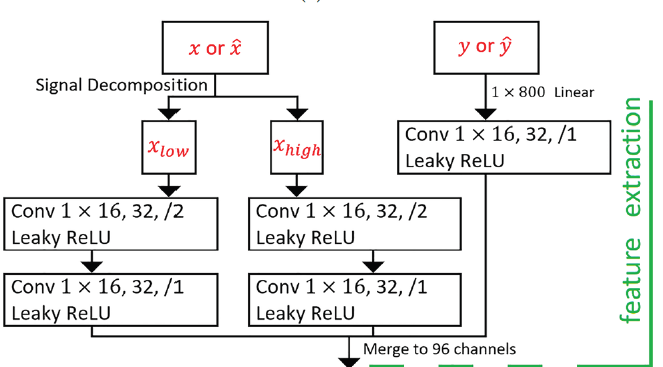 x or x̂
y or ŷ
Signal Decomposition
1 × 800 Linear
x_low
x_high
Conv 1 × 16, 32, /1
Leaky ReLU
Conv 1 × 16, 32, /2
Leaky ReLU
Conv 1 × 16, 32, /2
Leaky ReLU
Conv 1 × 16, 32, /1
Leaky ReLU
Conv 1 × 16, 32, /1
Leaky ReLU
Merge to 96 channels
feature extraction